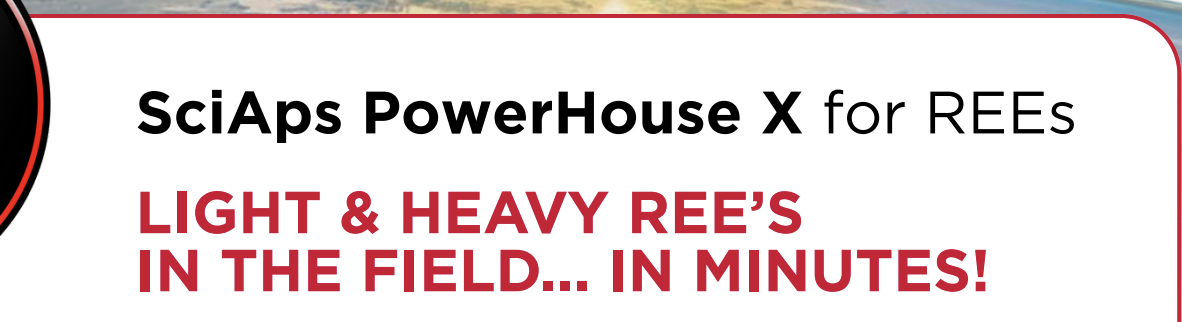 SciAps PowerHouse X for REEs
LIGHT & HEAVY REE’S
IN THE FIELD... IN MINUTES!